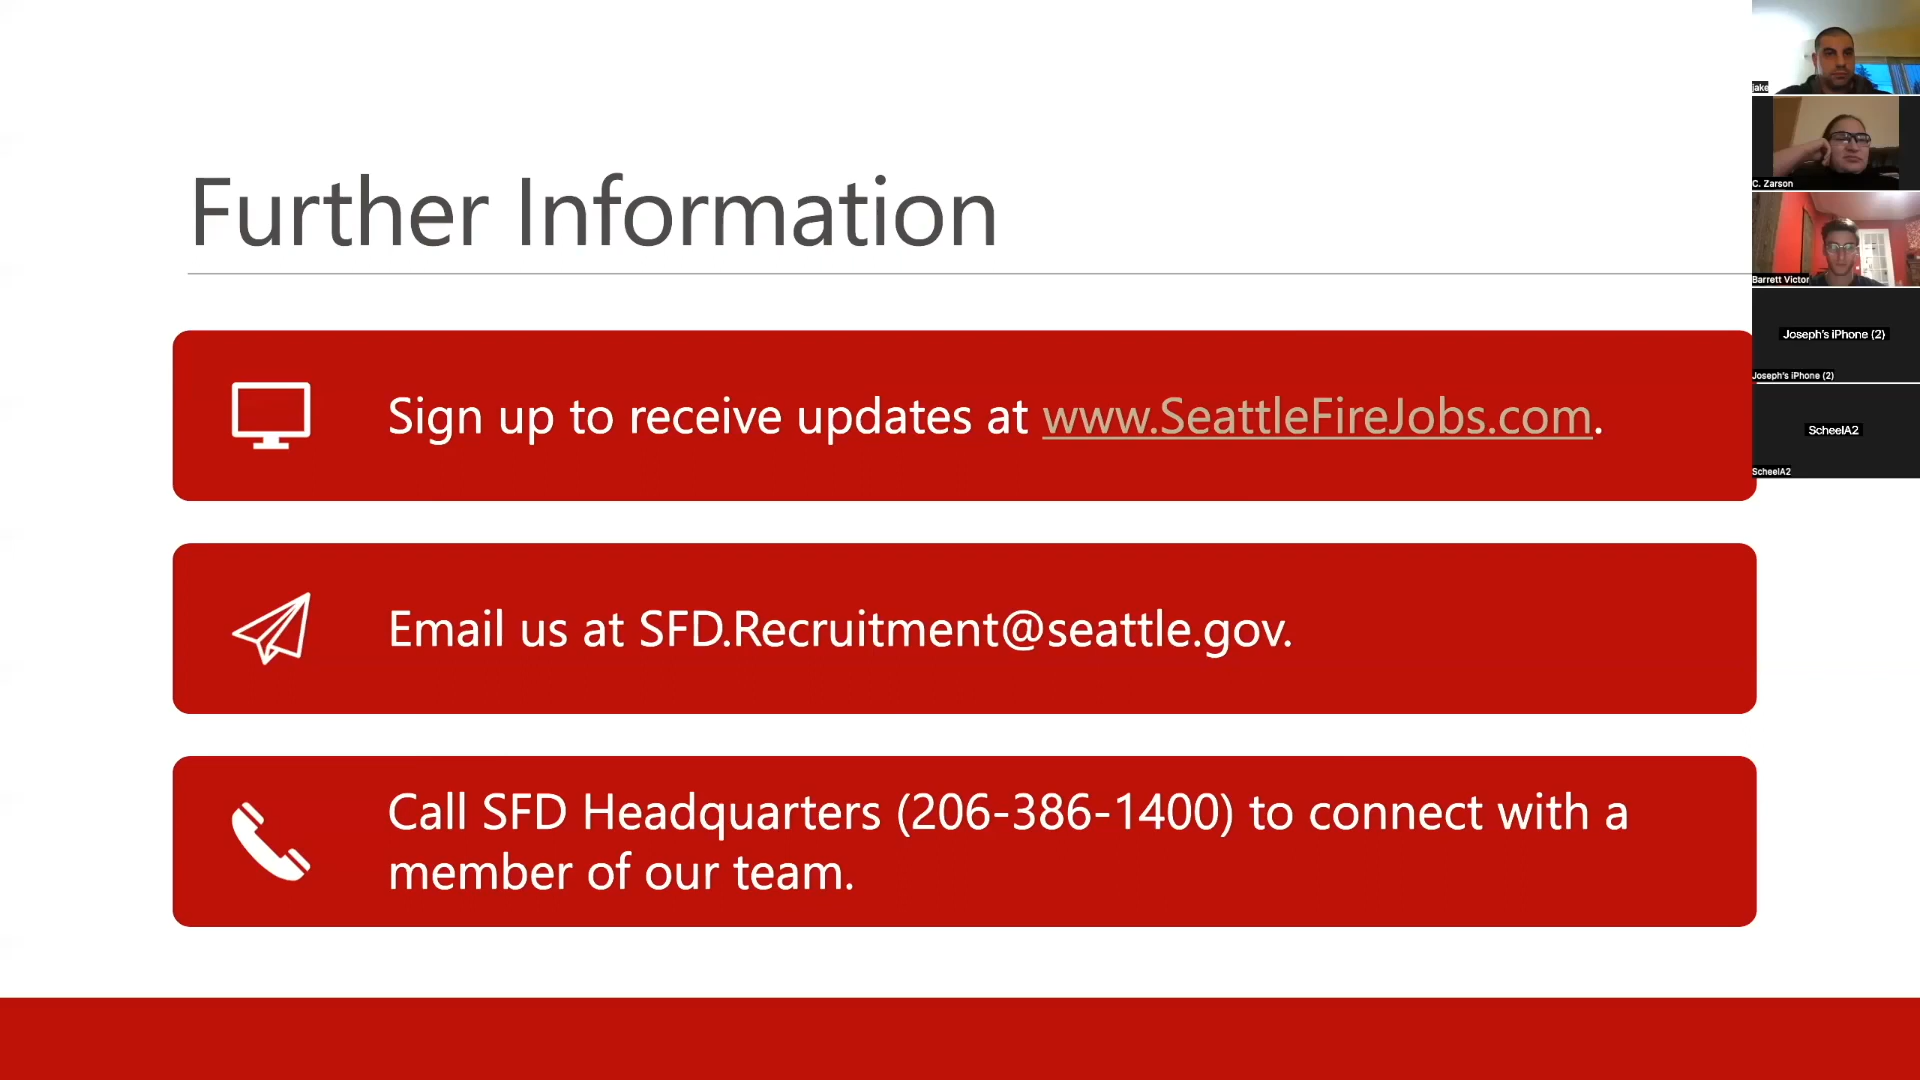 Further Information
Sign up to receive updates at www.SeattleFireJobs.com.
Email us at SFD.Recruitment@seattle.gov.
Call SFD Headquarters (206-386-1400) to connect with a
member of our team.
jake
C. Zarson
Barrett Victor
Joseph's iPhone (2)
Joseph's iPhone (2)
ScheelA2
ScheelA2